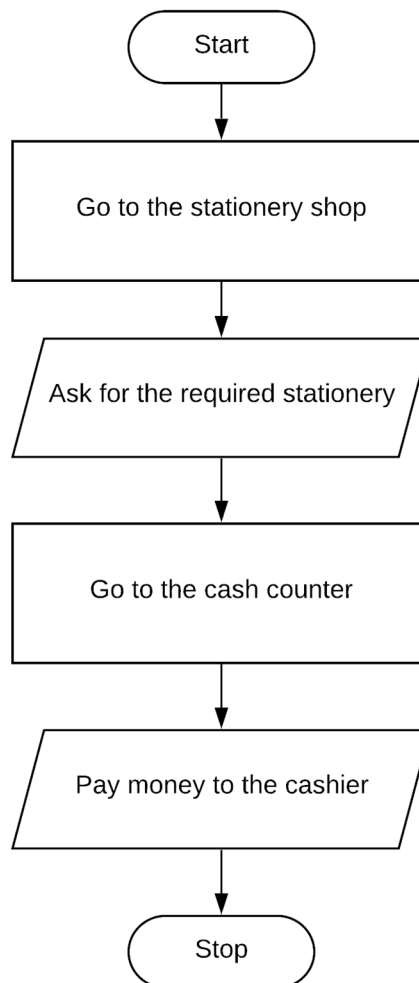 Start
Go to the stationery shop
Ask for the required stationery
Go to the cash counter
Pay money to the cashier
Stop